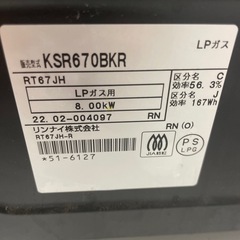 LPガス
販売型式 KSR670BKR
RT67JH
区分名 C
効率56.3%
LPガス用
区分名 J
8.00kW
効率 167Wh
22. 02-004097
RN
リンナイ株式会社
RN (O)
RT67JH-R
*51-6127
JIA認証
PS
LPG